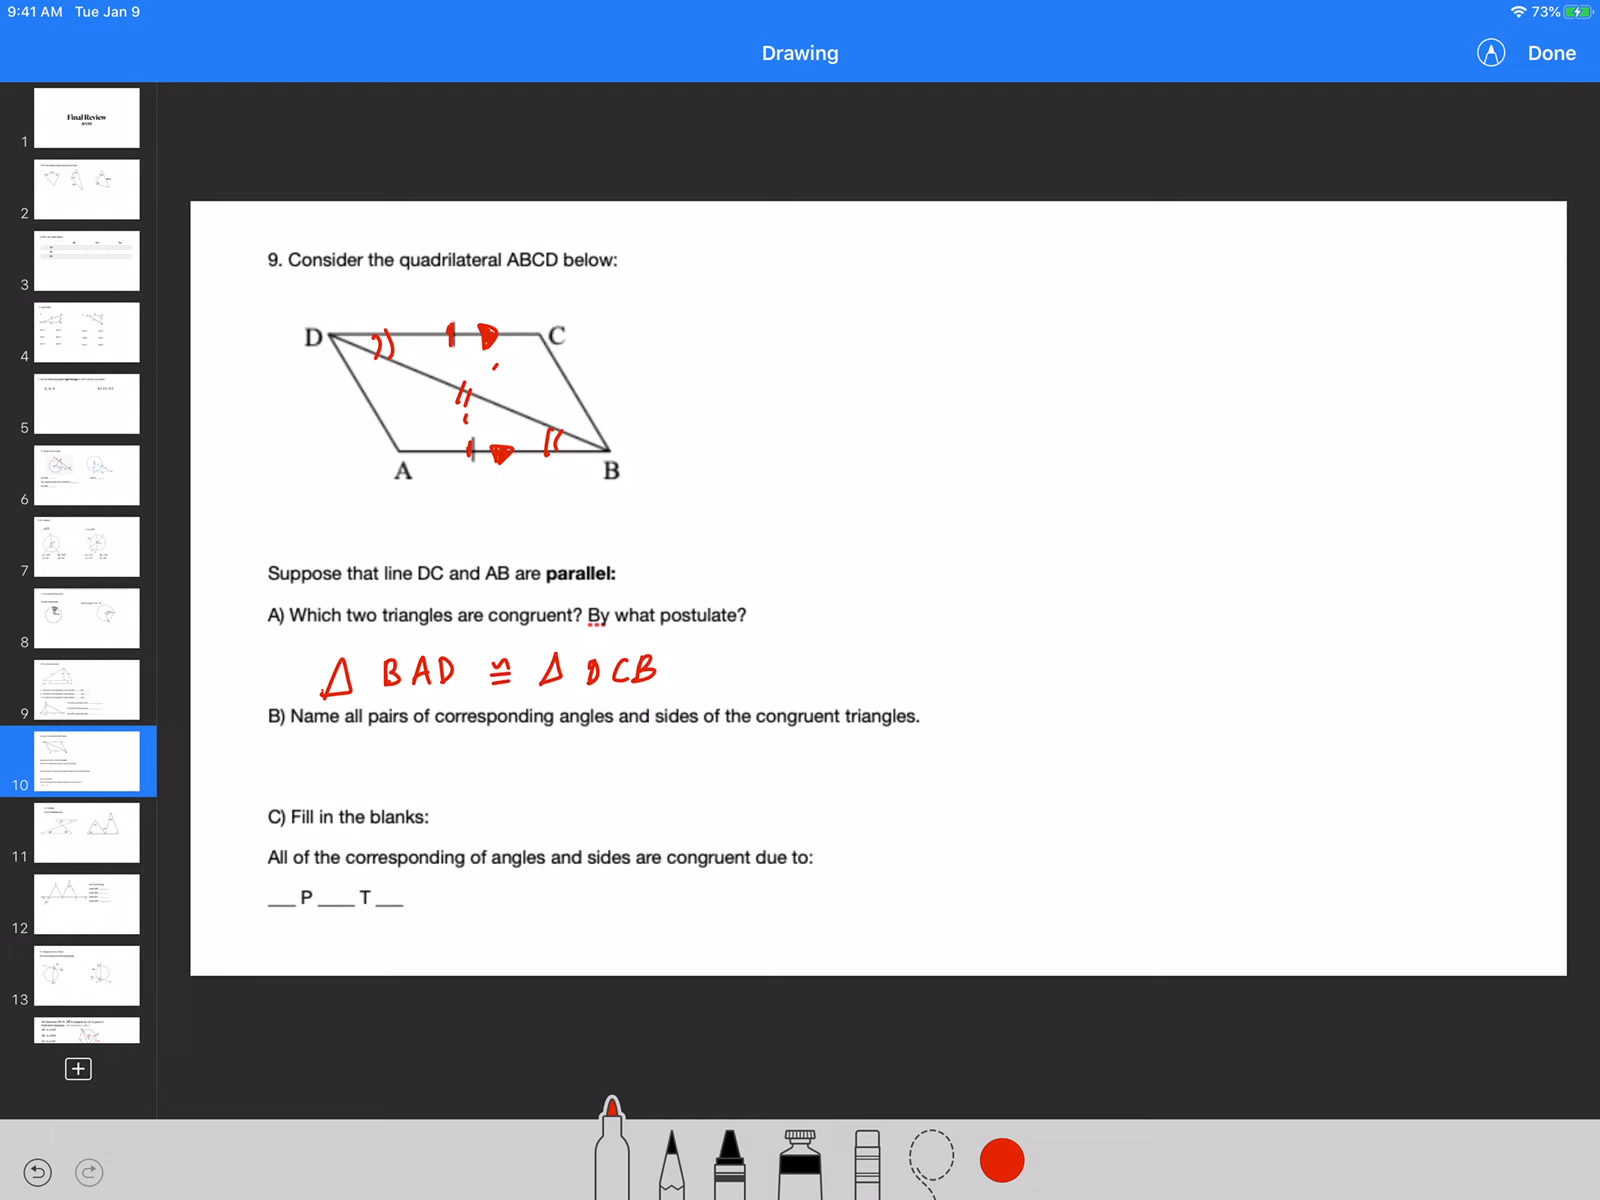 9:41 AM Tue Jan 9
73%
Drawing
Done
Final Review
1
2
3
4
5
6
7
8
9
10
11
12
13
9. Consider the quadrilateral ABCD below:
D
C
A
B
Suppose that line DC and AB are parallel:
A) Which two triangles are congruent? By what postulate?
Δ BAD ≅ Δ DCB
B) Name all pairs of corresponding angles and sides of the congruent triangles.
C) Fill in the blanks:
All of the corresponding of angles and sides are congruent due to:
___ P ____ T ___